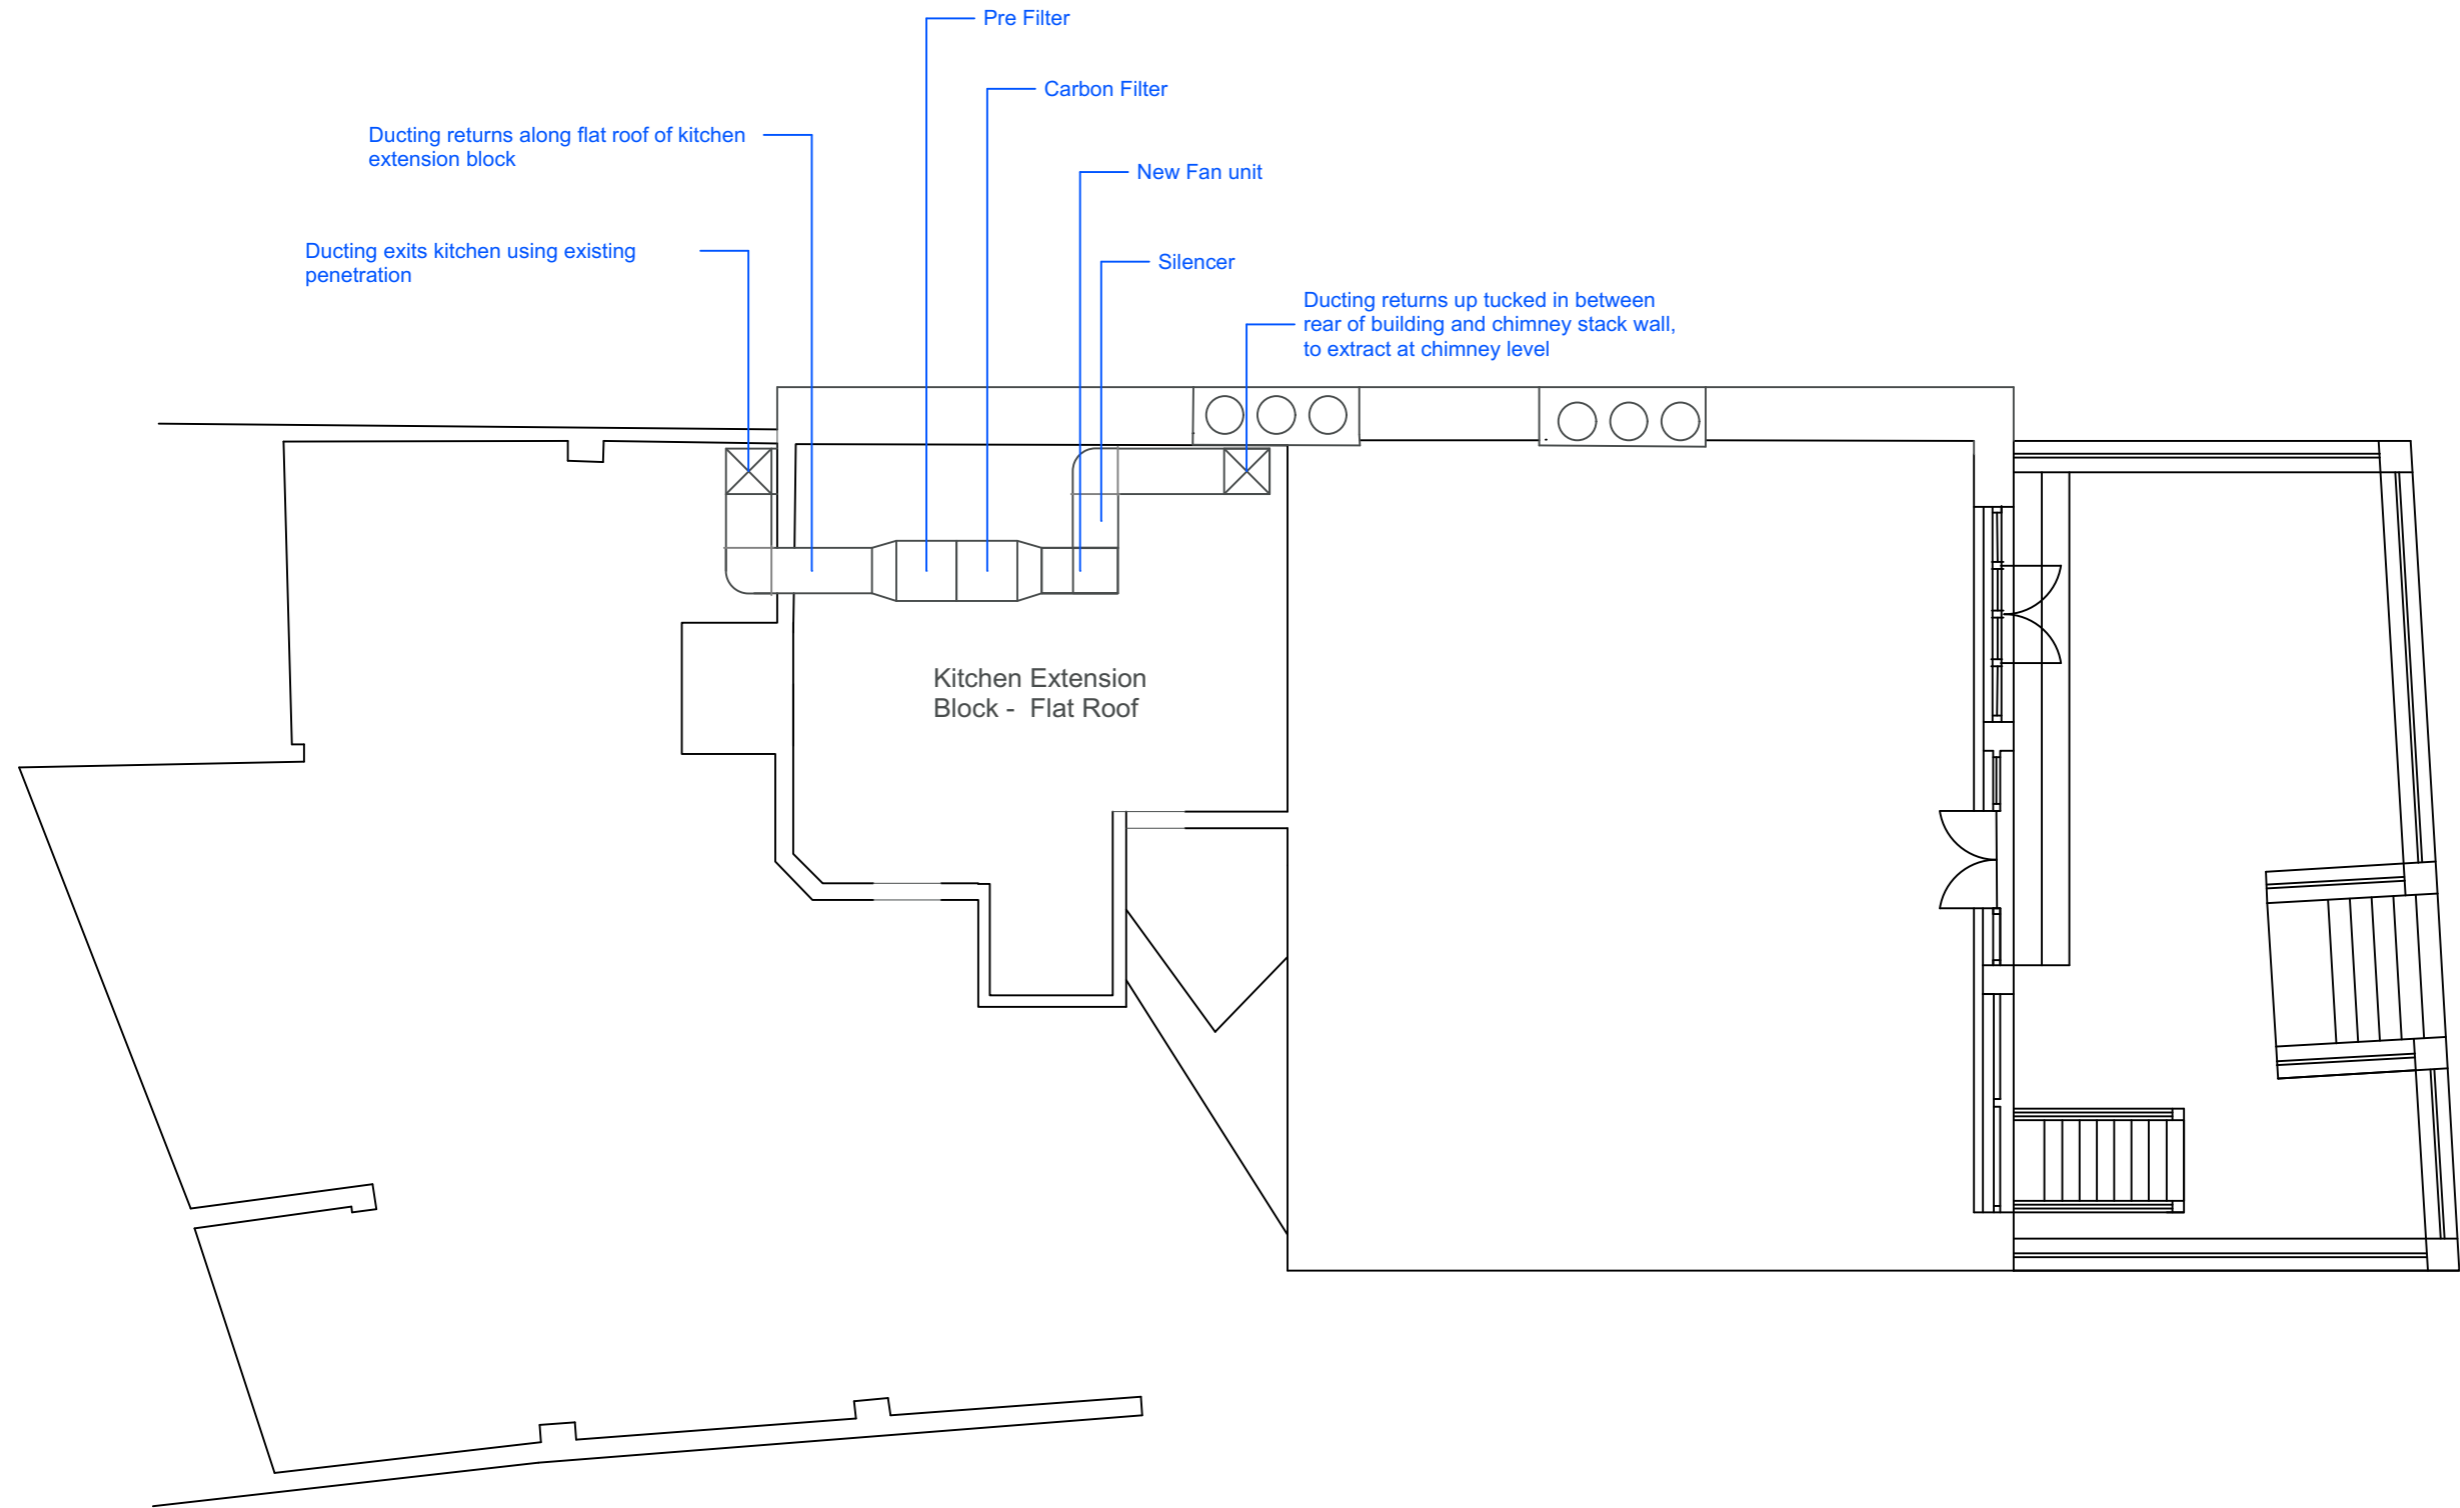 Pre Filter
Carbon Filter
Ducting returns along flat roof of kitchen
extension block
New Fan unit
Ducting exits kitchen using existing
penetration
Silencer
Ducting returns up tucked in between
rear of building and chimney stack wall,
to extract at chimney level
Kitchen Extension
Block - Flat Roof